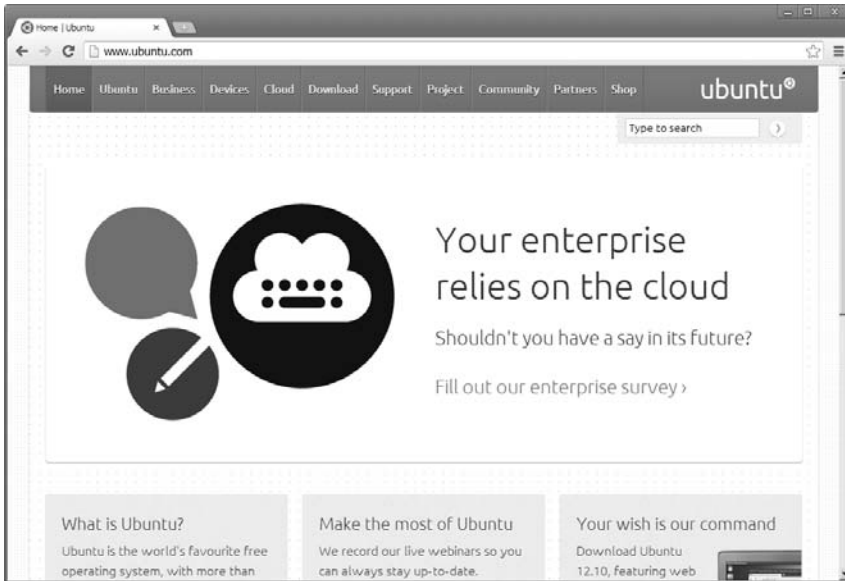 Home | Ubuntu
www.ubuntu.com
Home Ubuntu Business Devices Cloud Download Support Project Community Partners Shop
ubuntu
Type to search
Your enterprise
relies on the cloud
Shouldn't you have a say in its future?
Fill out our enterprise survey ›
What is Ubuntu?
Ubuntu is the world's favourite free
operating system, with more than
Make the most of Ubuntu
We record our live webinars so you
can always stay up-to-date.
Your wish is our command
Download Ubuntu
12.10, featuring web